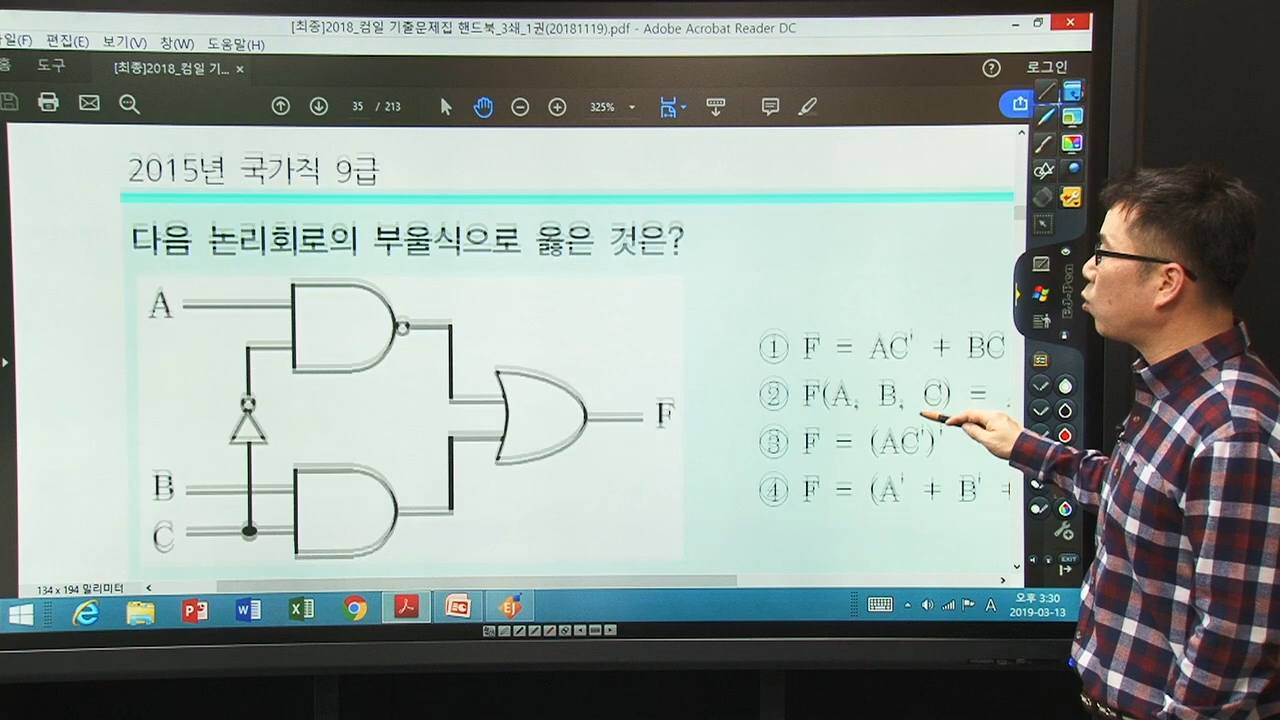 [최종]2018_컴일 기출문제집 핸드북_3쇄_1권(20181119).pdf - Adobe Acrobat Reader DC
일(F) 편집(E) 보기(V) 창(W) 도움말(H)
홈 도구 [최종]2018_컴일 기... × ? 로그인
35 / 213 325%
2015년 국가직 9급
다음 논리회로의 부울식으로 옳은 것은?
A
B
C
F
① F = AC' + BC
② F(A, B, C) =
③ F = (AC')'
④ F = (A' + B' +
EJ-Pen
EXIT
134 x 194 밀리미터
EJ
A
오후 3:30
2019-03-13